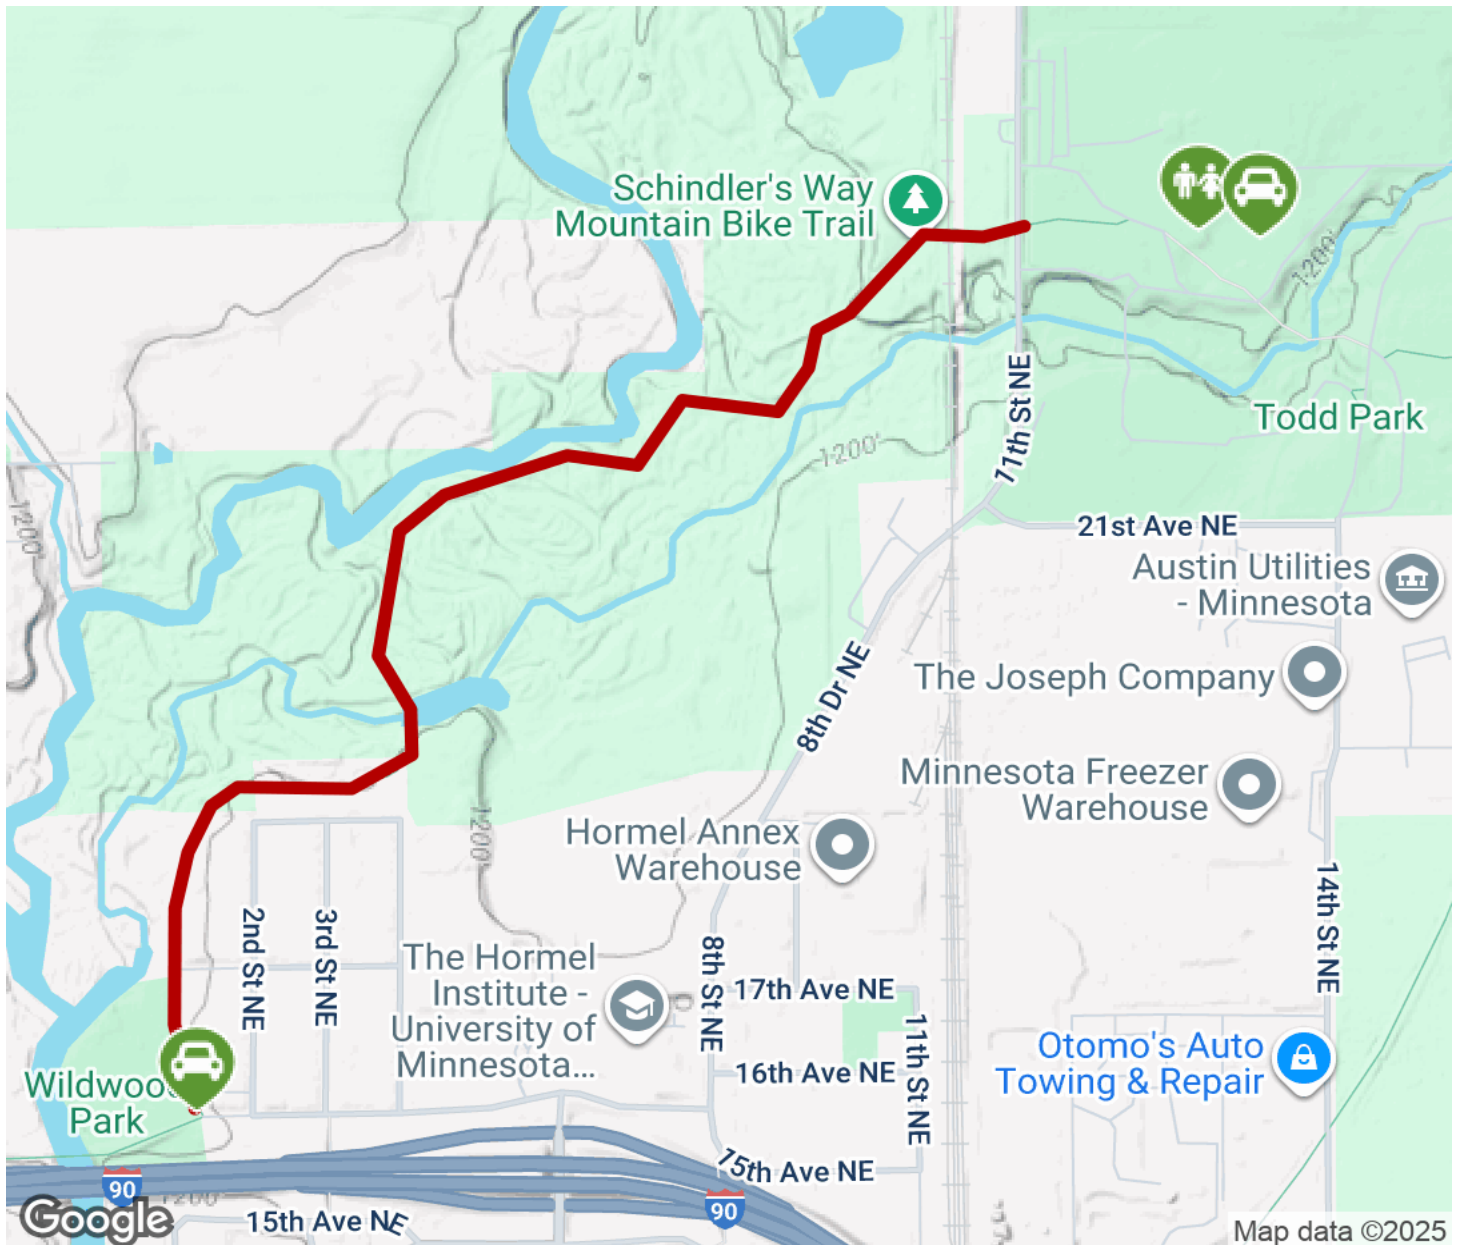 Schindler's Way
Mountain Bike Trail
1200'
11th St NE
Todd Park
1200'
1200'
21st Ave NE
Austin Utilities
- Minnesota
The Joseph Company
8th Dr NE
Minnesota Freezer
Warehouse
1200'
Hormel Annex
Warehouse
14th St NE
2nd St NE
3rd St NE
The Hormel
Institute -
University of
Minnesota...
8th St NE
17th Ave NE
11th St NE
16th Ave NE
Otomo's Auto
Towing & Repair
Wildwood
Park
15th Ave NE
90
1200'
90
15th Ave NE
Google
Map data ©2025